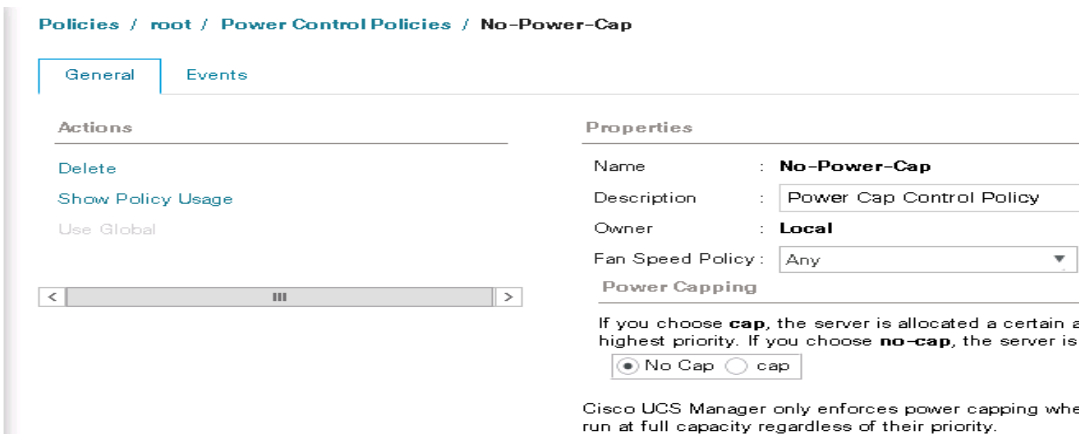 Policies / root / Power Control Policies / No-Power-Cap
General
Events
Actions
Delete
Show Policy Usage
Use Global
Properties
Name : No-Power-Cap
Description : Power Cap Control Policy
Owner : Local
Fan Speed Policy : Any
Power Capping
If you choose cap, the server is allocated a certain a
highest priority. If you choose no-cap, the server is
No Cap cap
Cisco UCS Manager only enforces power capping whe
run at full capacity regardless of their priority.